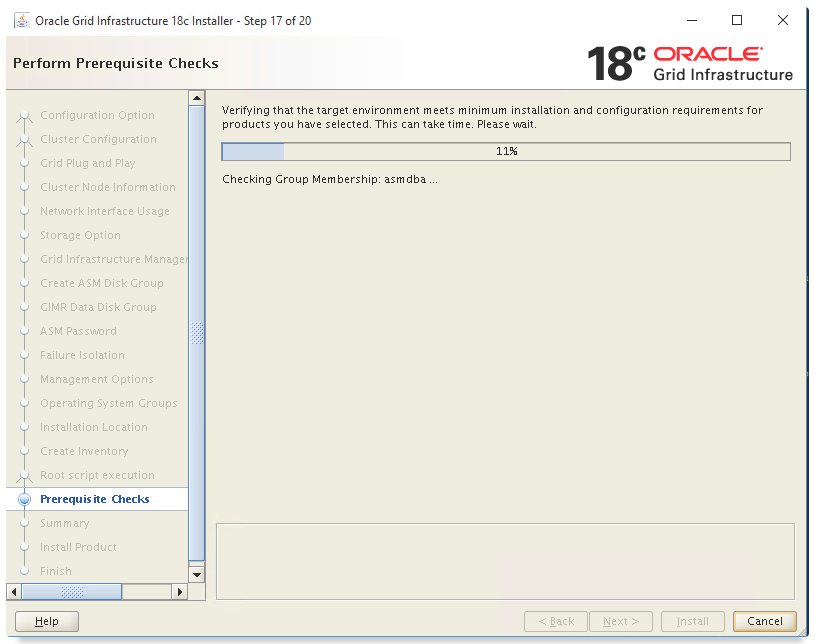 Oracle Grid Infrastructure 18c Installer - Step 17 of 20
Perform Prerequisite Checks
18c ORACLE
Grid Infrastructure
Configuration Option
Cluster Configuration
Grid Plug and Play
Cluster Node Information
Network Interface Usage
Storage Option
Grid Infrastructure Manager
Create ASM Disk Group
GIMR Data Disk Group
ASM Password
Failure Isolation
Management Options
Operating System Groups
Installation Location
Create Inventory
Root script execution
Prerequisite Checks
Summary
Install Product
Finish
Verifying that the target environment meets minimum installation and configuration requirements for
products you have selected. This can take time. Please wait.
11%
Checking Group Membership: asmdba ...
Help
< Back
Next >
Install
Cancel